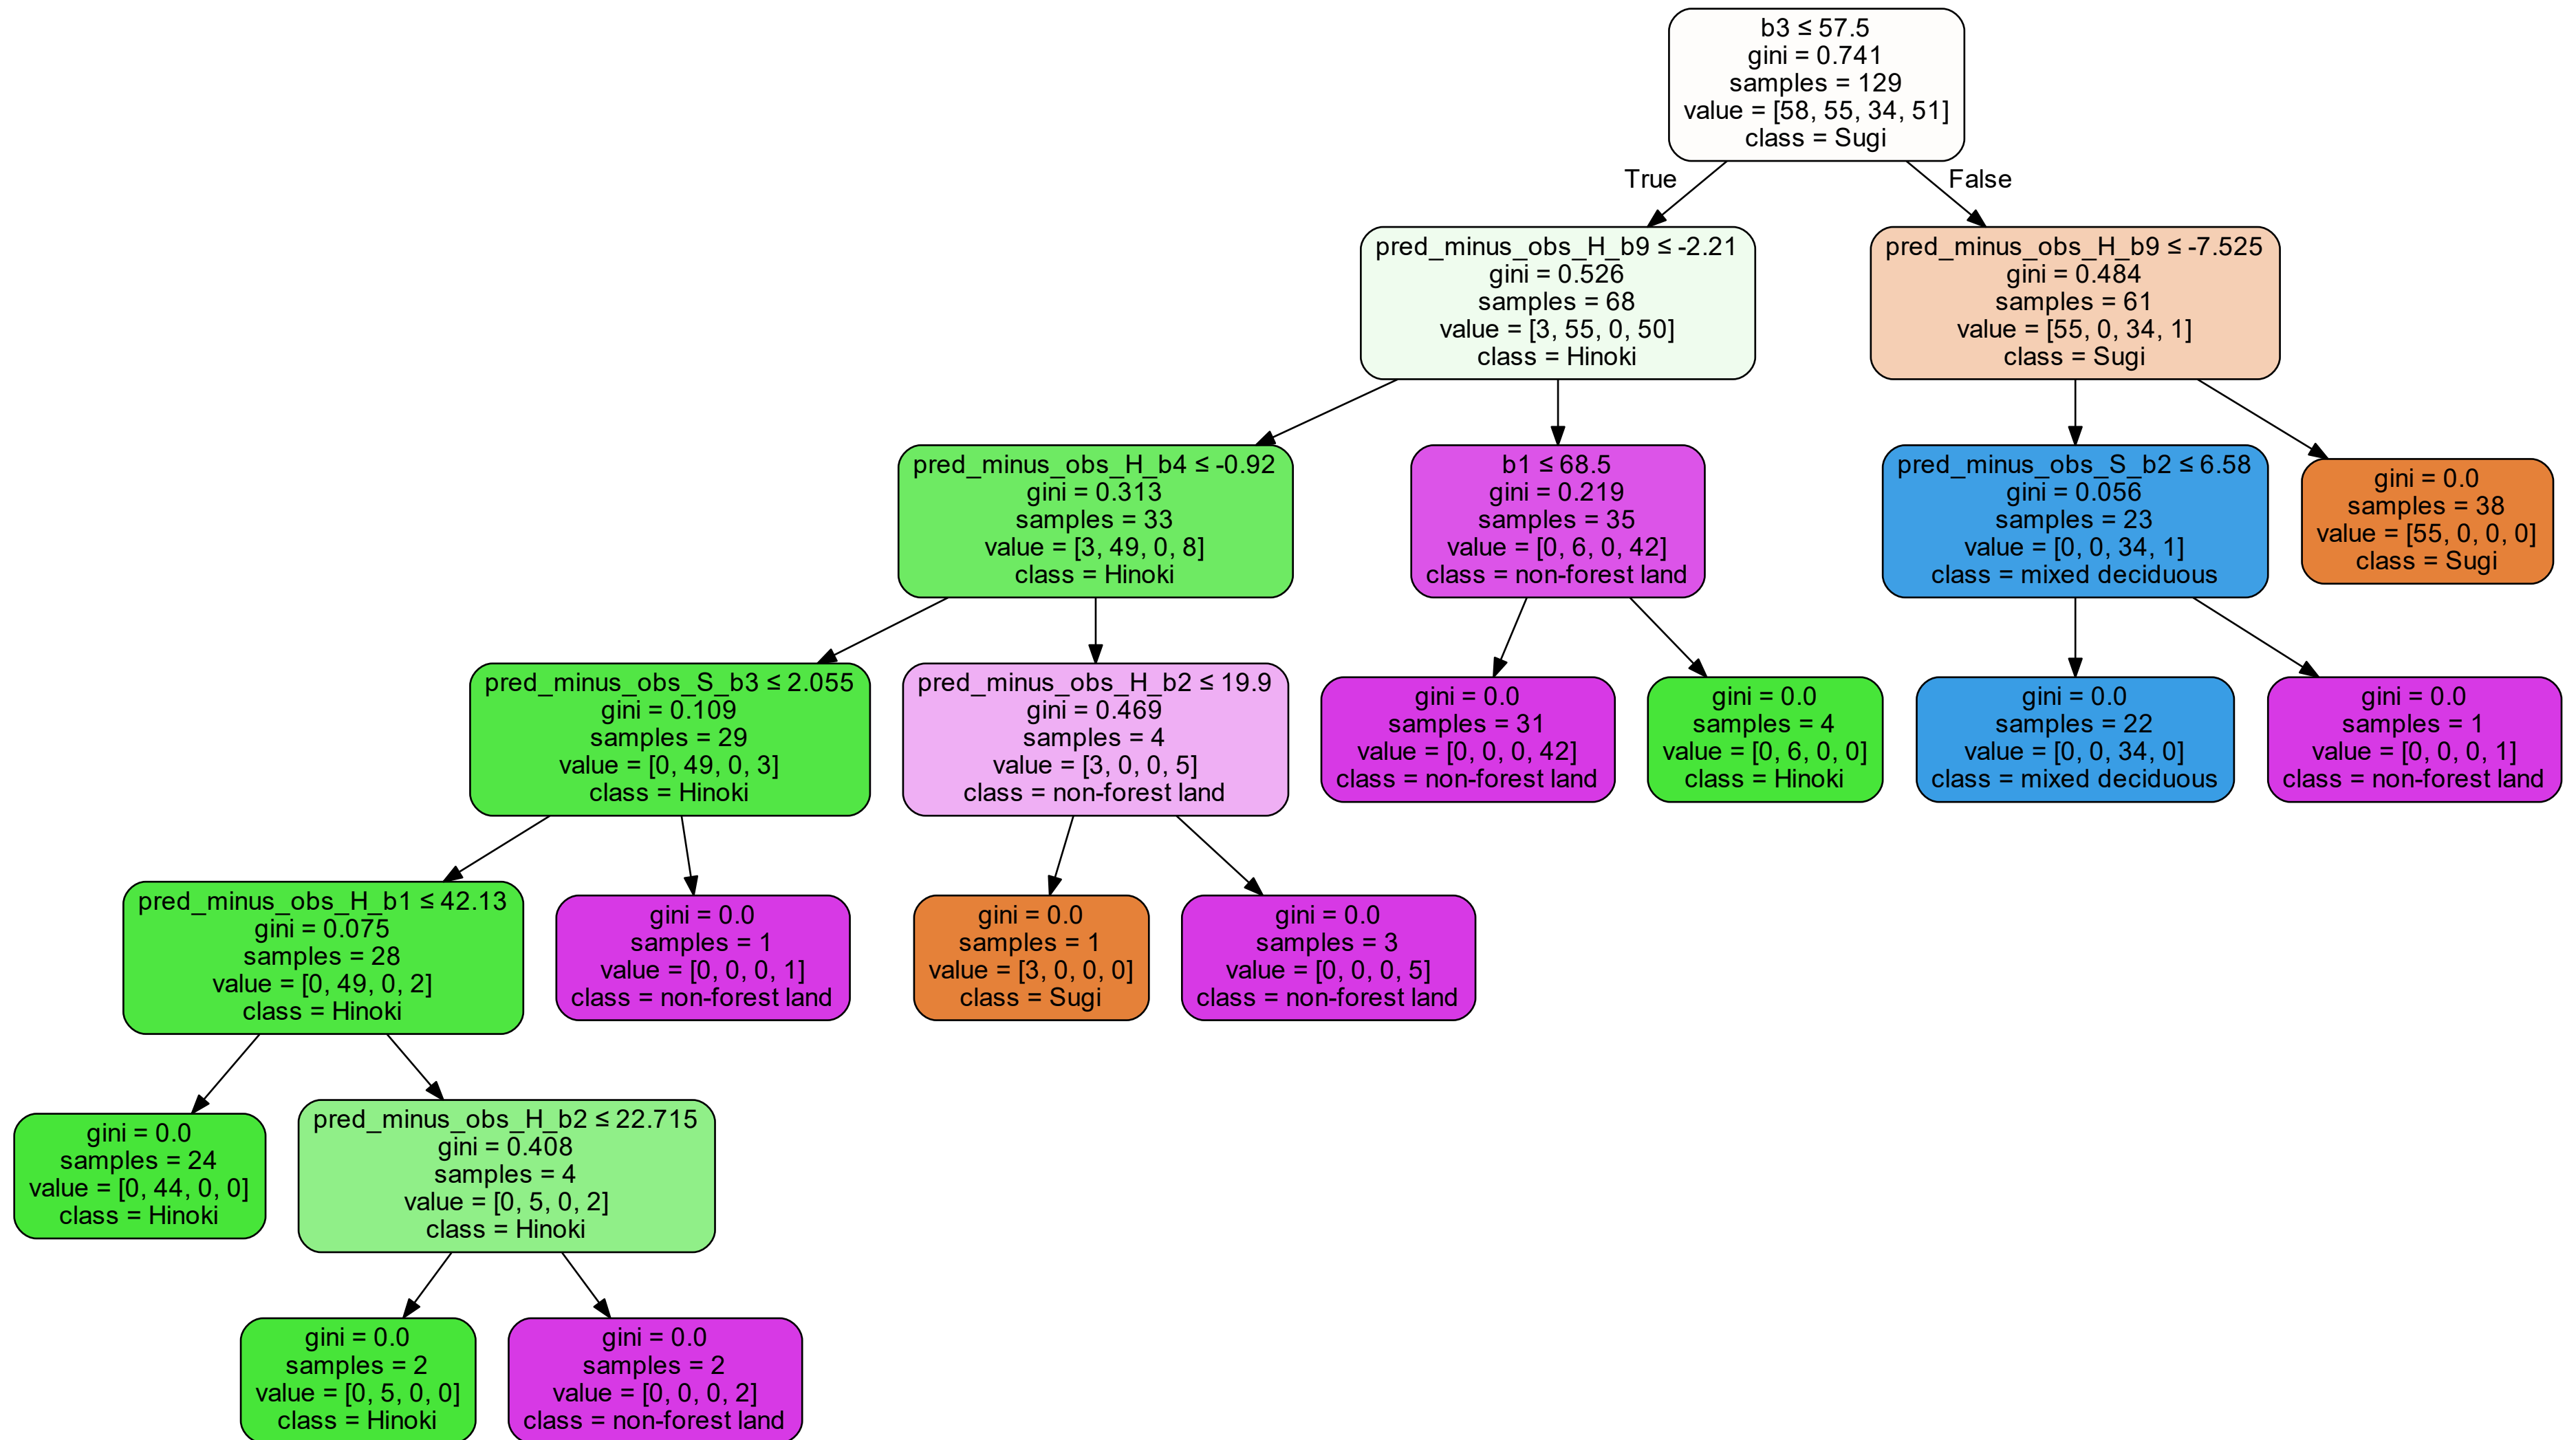 b3 ≤ 57.5
gini = 0.741
samples = 129
value = [58, 55, 34, 51]
class = Sugi
True
False
pred_minus_obs_H_b9 ≤ -2.21
gini = 0.526
samples = 68
value = [3, 55, 0, 50]
class = Hinoki
pred_minus_obs_H_b9 ≤ -7.525
gini = 0.484
samples = 61
value = [55, 0, 34, 1]
class = Sugi
pred_minus_obs_H_b4 ≤ -0.92
gini = 0.313
samples = 33
value = [3, 49, 0, 8]
class = Hinoki
b1 ≤ 68.5
gini = 0.219
samples = 35
value = [0, 6, 0, 42]
class = non-forest land
pred_minus_obs_S_b2 ≤ 6.58
gini = 0.056
samples = 23
value = [0, 0, 34, 1]
class = mixed deciduous
gini = 0.0
samples = 38
value = [55, 0, 0, 0]
class = Sugi
pred_minus_obs_S_b3 ≤ 2.055
gini = 0.109
samples = 29
value = [0, 49, 0, 3]
class = Hinoki
pred_minus_obs_H_b2 ≤ 19.9
gini = 0.469
samples = 4
value = [3, 0, 0, 5]
class = non-forest land
gini = 0.0
samples = 31
value = [0, 0, 0, 42]
class = non-forest land
gini = 0.0
samples = 4
value = [0, 6, 0, 0]
class = Hinoki
gini = 0.0
samples = 22
value = [0, 0, 34, 0]
class = mixed deciduous
gini = 0.0
samples = 1
value = [0, 0, 0, 1]
class = non-forest land
pred_minus_obs_H_b1 ≤ 42.13
gini = 0.075
samples = 28
value = [0, 49, 0, 2]
class = Hinoki
gini = 0.0
samples = 1
value = [0, 0, 0, 1]
class = non-forest land
gini = 0.0
samples = 1
value = [3, 0, 0, 0]
class = Sugi
gini = 0.0
samples = 3
value = [0, 0, 0, 5]
class = non-forest land
gini = 0.0
samples = 24
value = [0, 44, 0, 0]
class = Hinoki
pred_minus_obs_H_b2 ≤ 22.715
gini = 0.408
samples = 4
value = [0, 5, 0, 2]
class = Hinoki
gini = 0.0
samples = 2
value = [0, 5, 0, 0]
class = Hinoki
gini = 0.0
samples = 2
value = [0, 0, 0, 2]
class = non-forest land